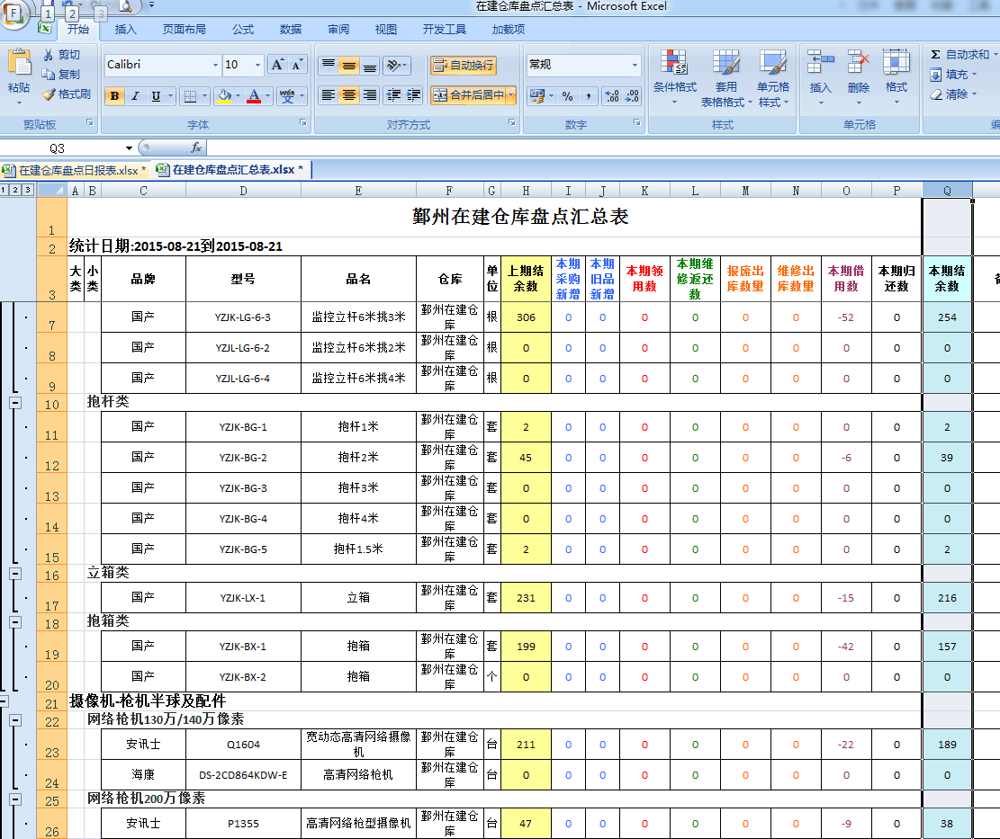 在建仓库盘点汇总表 - Microsoft Excel
1 2 3
开始 插入 页面布局 公式 数据 审阅 视图 开发工具 加载项
粘贴 剪切 复制 格式刷 剪贴板
Calibri 10 A A
B I U A wén 变
字体
自动换行
合并后居中
对齐方式
常规
% ,
数字
条件格式 套用 表格格式 单元格 样式
样式
插入 删除 格式
单元格
Σ 自动求和
填充
清除
Q3 fx
在建仓库盘点日报表.xlsx * 在建仓库盘点汇总表.xlsx *
1 2 3 A B C D E F G H I J K L M N O P Q
1 鄞州在建仓库盘点汇总表
2 统计日期:2015-08-21到2015-08-21
3 大类 小类 品牌 型号 品名 仓库 单位 上期结余数 本期采购新增 本期旧品新增 本期领用数 本期维修返还数 报废出库数量 维修出库数量 本期借用数 本期归还数 本期结余数
7 国产 YZJK-LG-6-3 监控立杆6米挑3米 鄞州在建仓库 根 306 0 0 0 0 0 0 -52 0 254
8 国产 YZJL-LG-6-2 监控立杆6米挑2米 鄞州在建仓库 根 0 0 0 0 0 0 0 0 0 0
9 国产 YZJL-LG-6-4 监控立杆6米挑4米 鄞州在建仓库 根 0 0 0 0 0 0 0 0 0 0
10 抱杆类
11 国产 YZJK-BG-1 抱杆1米 鄞州在建仓库 套 2 0 0 0 0 0 0 0 0 2
12 国产 YZJK-BG-2 抱杆2米 鄞州在建仓库 套 45 0 0 0 0 0 0 -6 0 39
13 国产 YZJK-BG-3 抱杆3米 鄞州在建仓库 套 0 0 0 0 0 0 0 0 0 0
14 国产 YZJK-BG-4 抱杆4米 鄞州在建仓库 套 0 0 0 0 0 0 0 0 0 0
15 国产 YZJK-BG-5 抱杆1.5米 鄞州在建仓库 套 2 0 0 0 0 0 0 0 0 2
16 立箱类
17 国产 YZJK-LX-1 立箱 鄞州在建仓库 套 231 0 0 0 0 0 0 -15 0 216
18 抱箱类
19 国产 YZJK-BX-1 抱箱 鄞州在建仓库 套 199 0 0 0 0 0 0 -42 0 157
20 国产 YZJK-BX-2 抱箱 鄞州在建仓库 个 0 0 0 0 0 0 0 0 0 0
21 摄像机-枪机半球及配件
22 网络枪机130万/140万像素
23 安讯士 Q1604 宽动态高清网络摄像机 鄞州在建仓库 台 211 0 0 0 0 0 0 -22 0 189
24 海康 DS-2CD864KDW-E 高清网络枪机 鄞州在建仓库 台 0 0 0 0 0 0 0 0 0 0
25 网络枪机200万像素
26 安讯士 P1355 高清网络枪型摄像机 鄞州在建仓库 台 47 0 0 0 0 0 0 -9 0 38